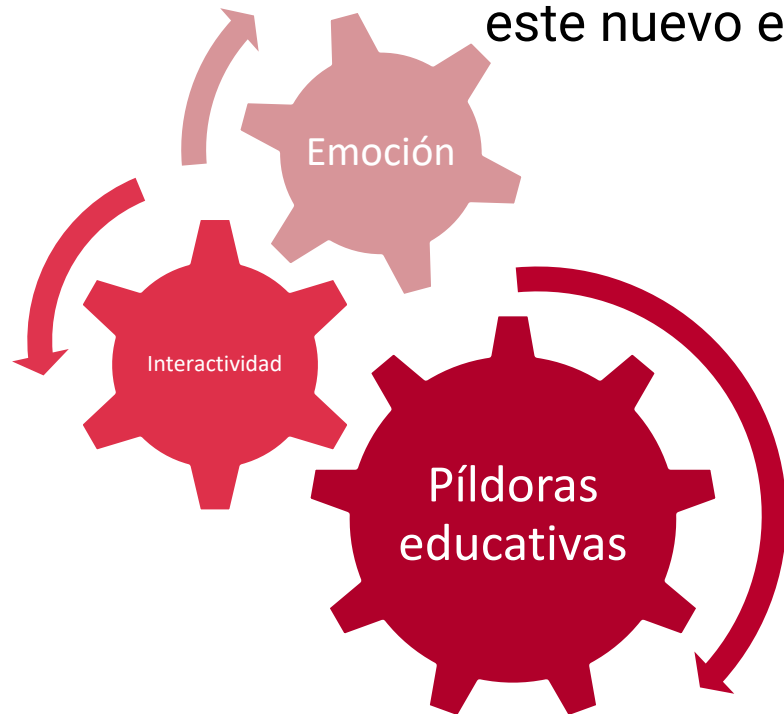 este nuevo e
Emoción
Interactividad
Píldoras
educativas